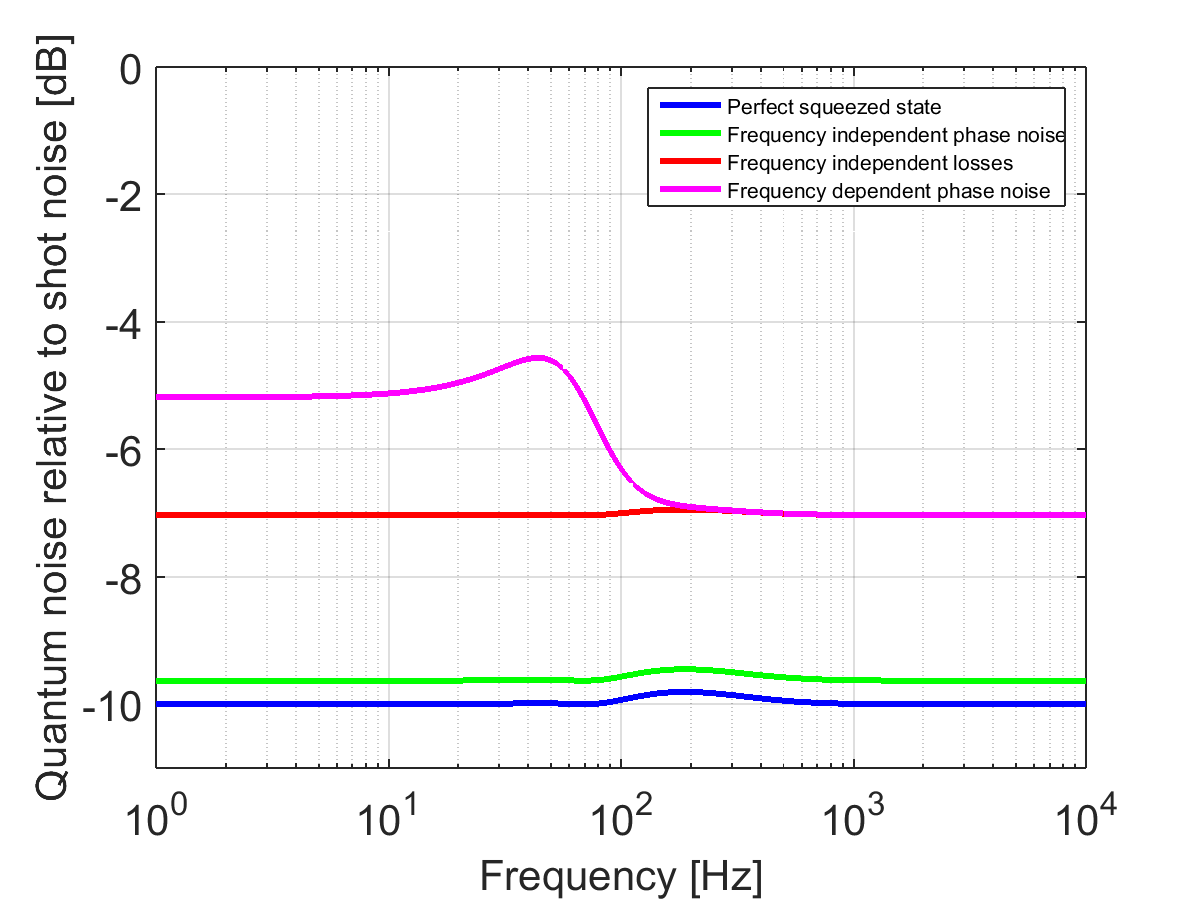 Quantum noise relative to shot noise [dB]
0
-2
-4
-6
-8
-10
Perfect squeezed state
Frequency independent phase noise
Frequency independent losses
Frequency dependent phase noise
10^0 10^1 10^2 10^3 10^4
Frequency [Hz]